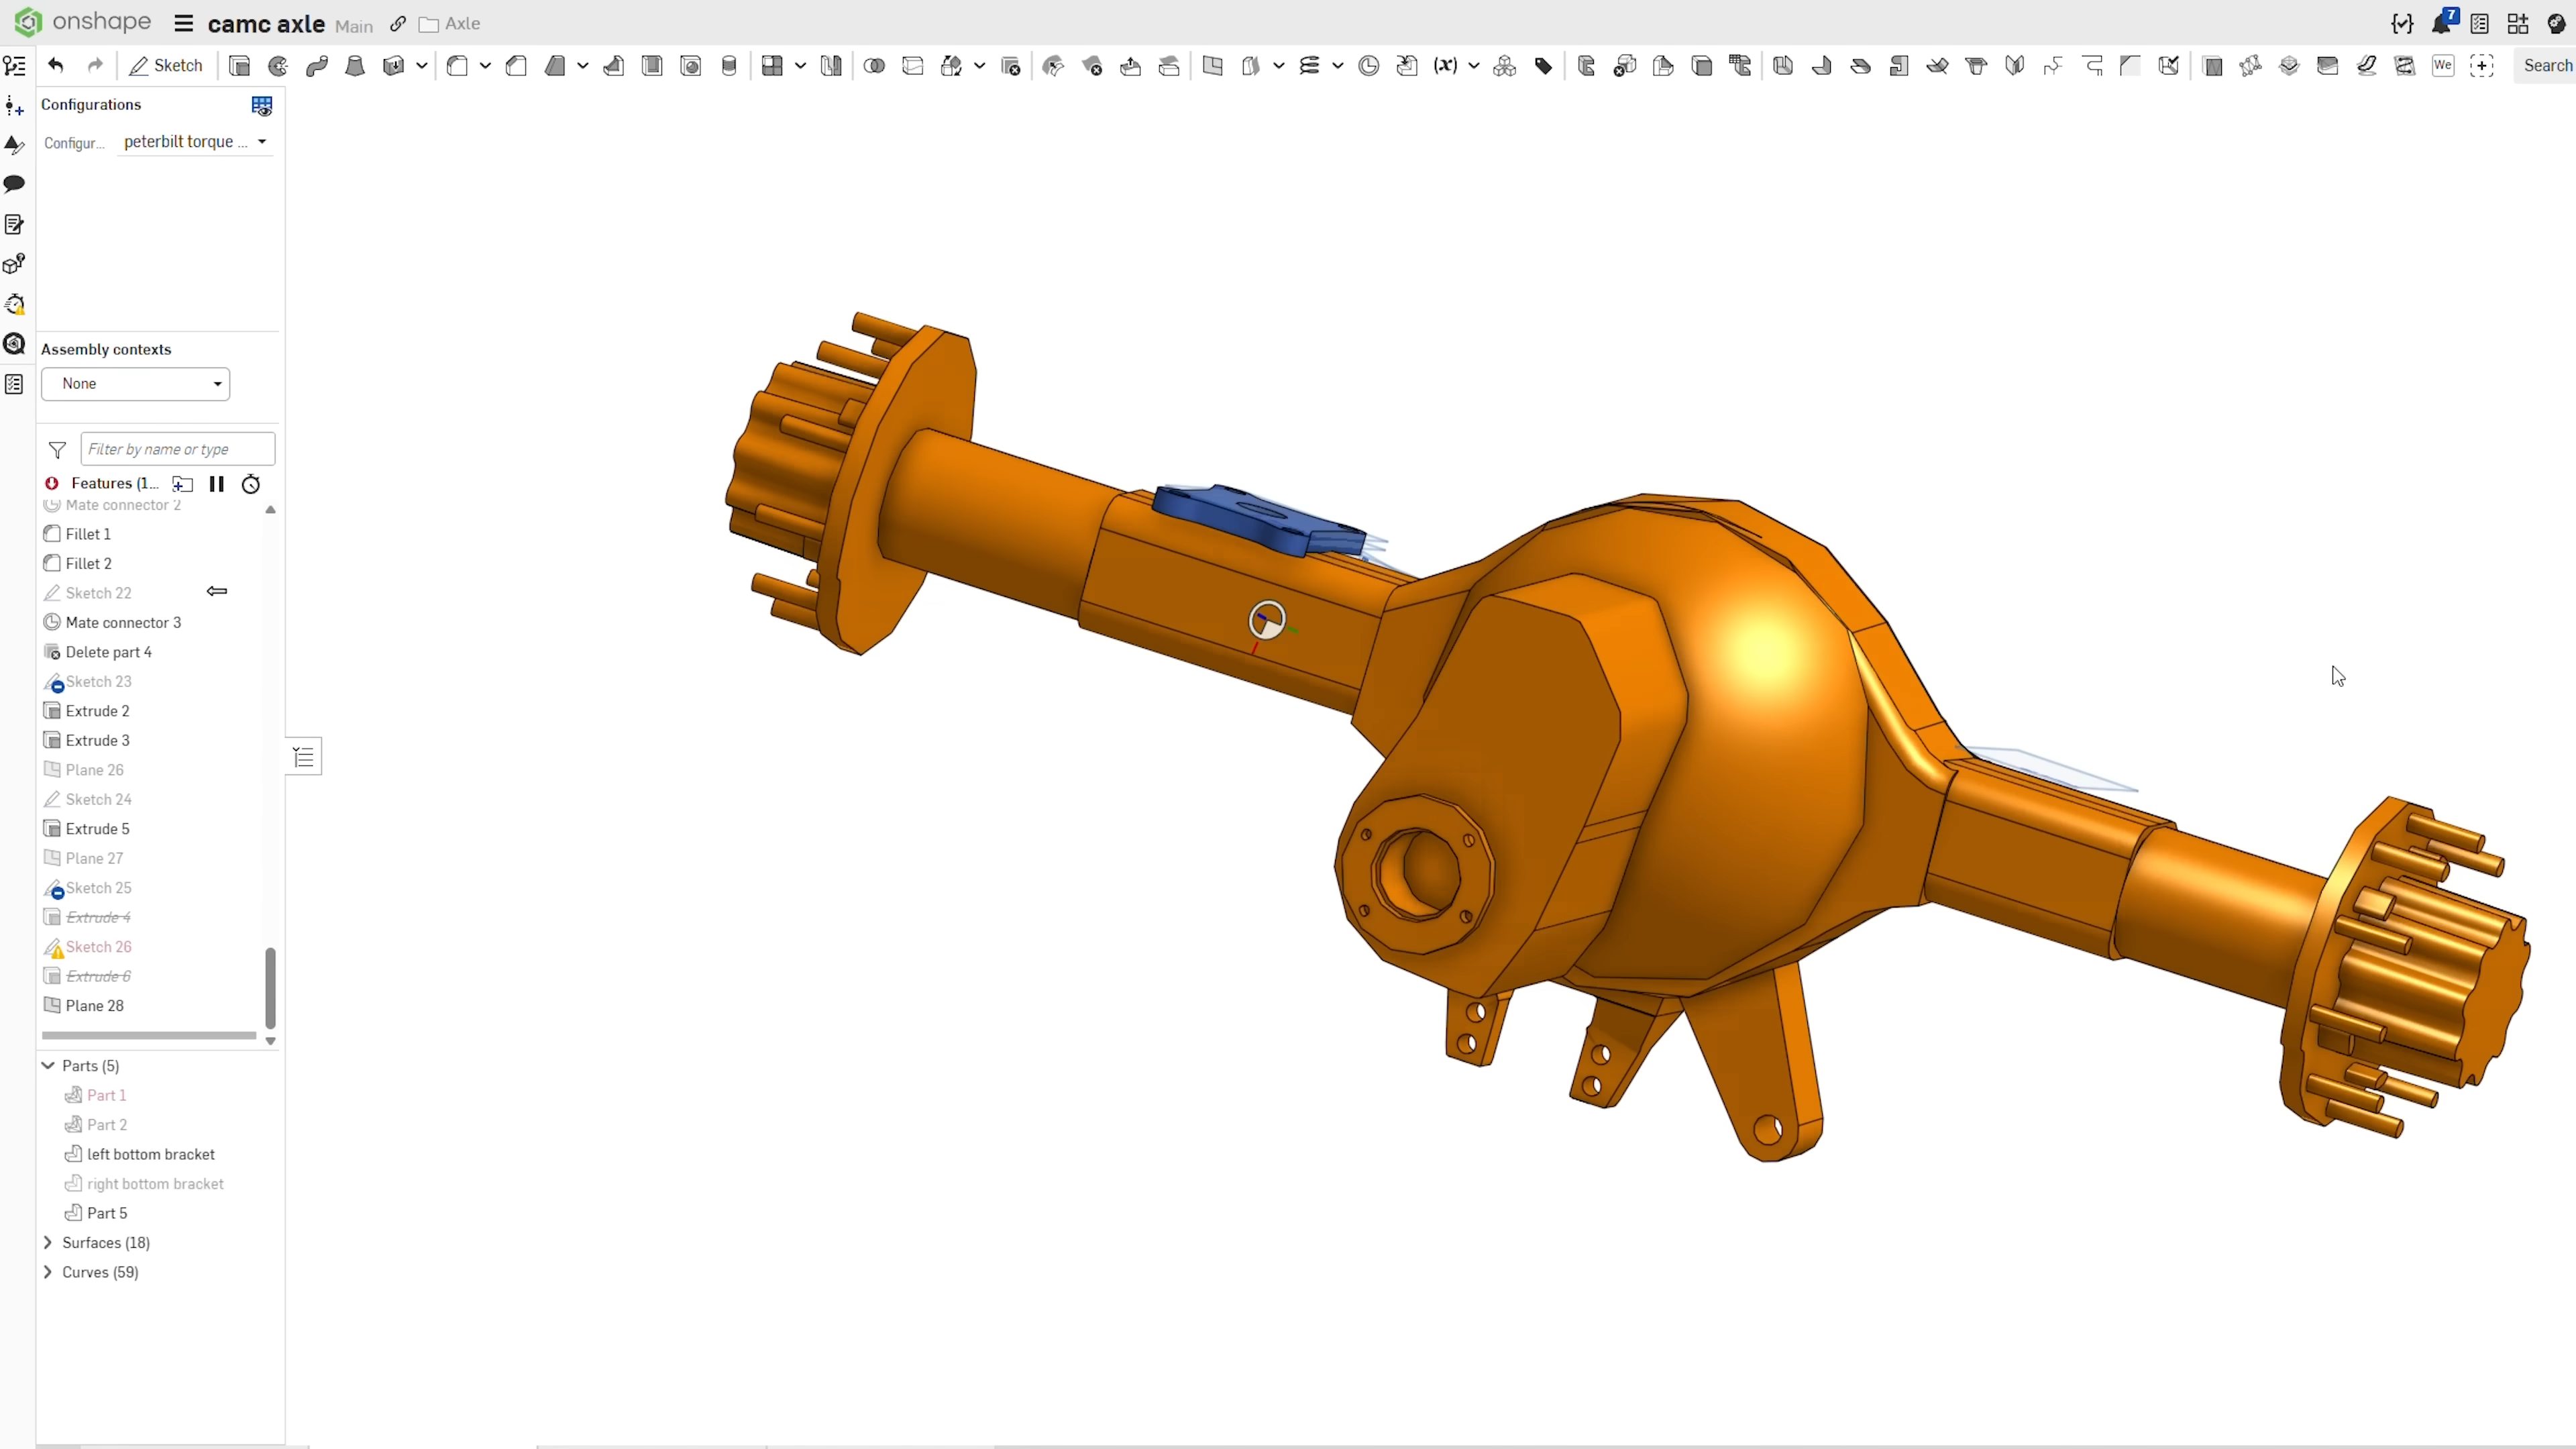 onshape camc axle Main Axle 7
Sketch We Search
Configurations
Configur... peterbilt torque ...
Assembly contexts
None
Filter by name or type
Features (1...
Mate connector 2
Fillet 1
Fillet 2
Sketch 22
Mate connector 3
Delete part 4
Sketch 23
Extrude 2
Extrude 3
Plane 26
Sketch 24
Extrude 5
Plane 27
Sketch 25
Extrude 4
Sketch 26
Extrude 6
Plane 28
Parts (5)
Part 1
Part 2
left bottom bracket
right bottom bracket
Part 5
Surfaces (18)
Curves (59)